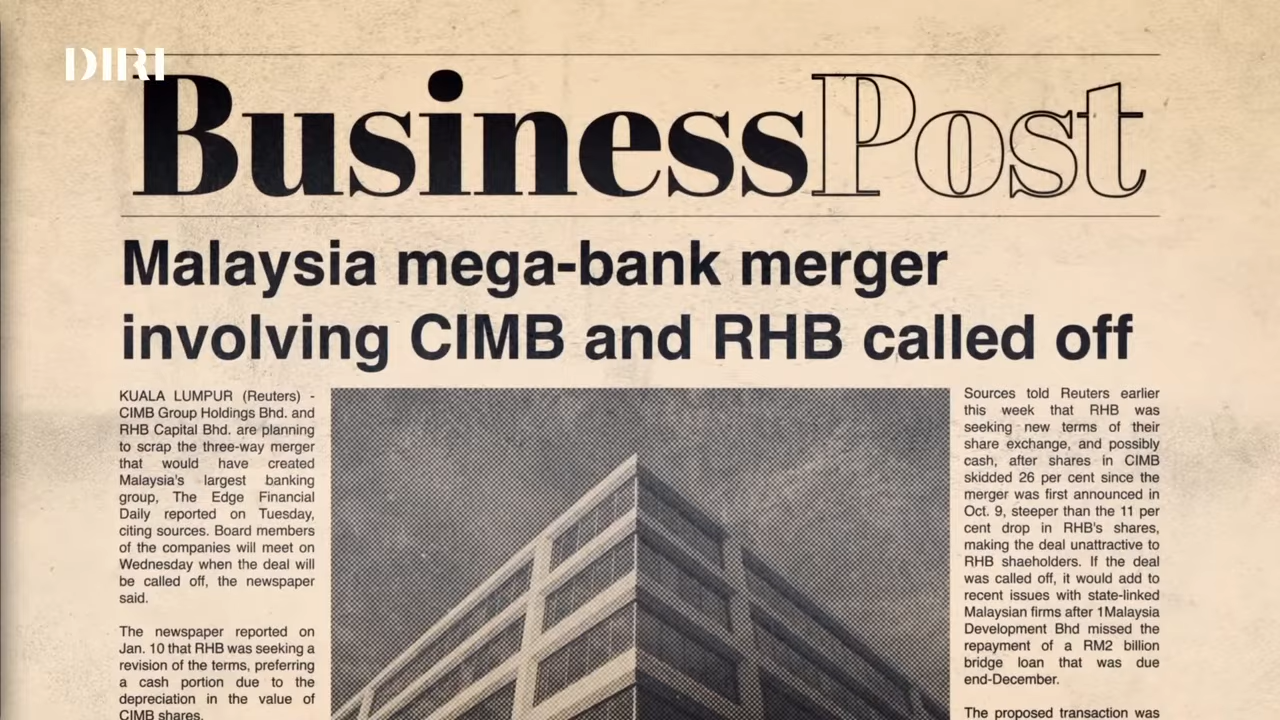 DIRI
BusinessPost
Malaysia mega-bank merger
involving CIMB and RHB called off
KUALA LUMPUR (Reuters) -
CIMB Group Holdings Bhd. and
RHB Capital Bhd. are planning
to scrap the three-way merger
that would have created
Malaysia's largest banking
group, The Edge Financial
Daily reported on Tuesday,
citing sources. Board members
of the companies will meet on
Wednesday when the deal will
be called off, the newspaper
said.
The newspaper reported on
Jan. 10 that RHB was seeking a
revision of the terms, preferring
a cash portion due to the
depreciation in the value of
CIMB shares.
Sources told Reuters earlier
this week that RHB was
seeking new terms of their
share exchange, and possibly
cash, after shares in CIMB
skidded 26 per cent since the
merger was first announced in
Oct. 9, steeper than the 11 per
cent drop in RHB's shares,
making the deal unattractive to
RHB shaeholders. If the deal
was called off, it would add to
recent issues with state-linked
Malaysian firms after 1Malaysia
Development Bhd missed the
repayment of a RM2 billion
bridge loan that was due
end-December.
The proposed transaction was